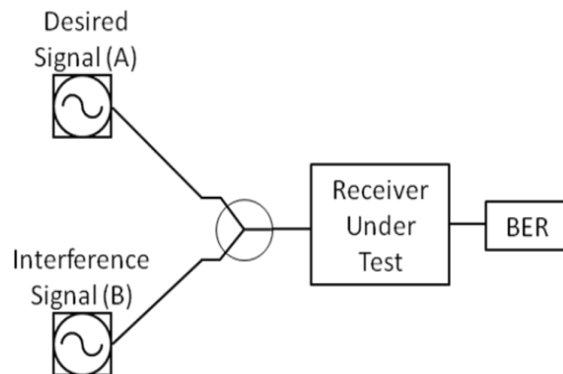 Desired
Signal (A)
Receiver
Under
Test
BER
Interference
Signal (B)